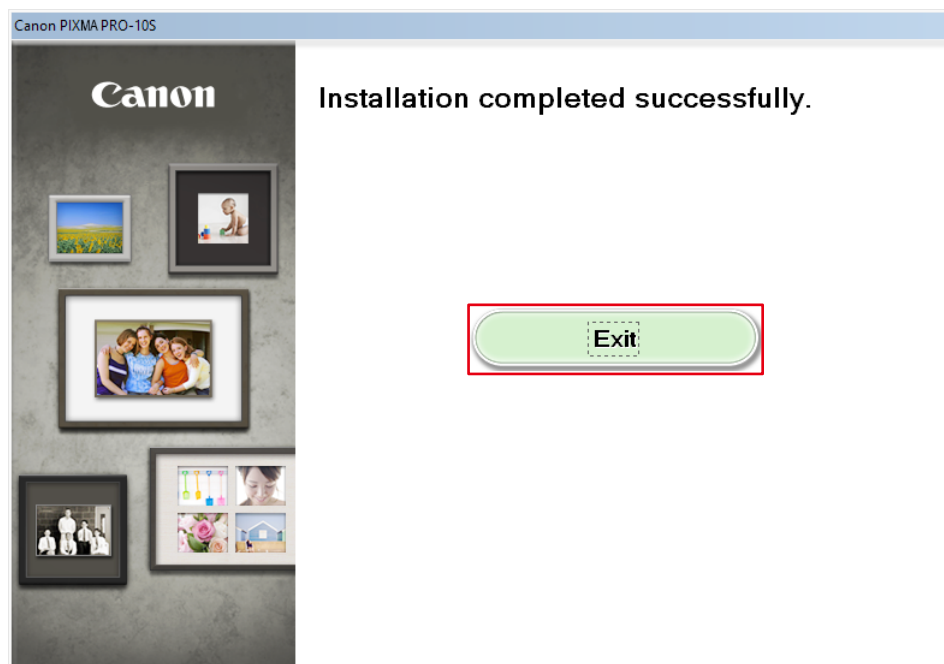 Canon PIXMA PRO-10S
Canon
Installation completed successfully.
Exit